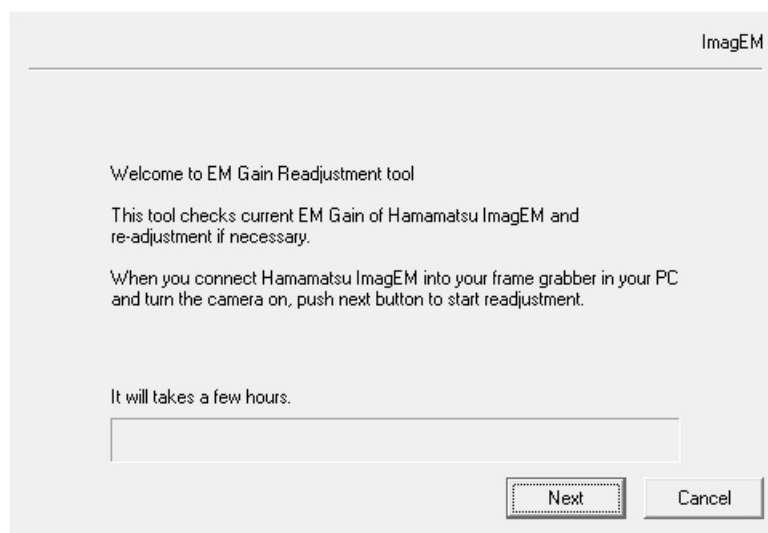 ImagEM
Welcome to EM Gain Readjustment tool
This tool checks current EM Gain of Hamamatsu ImagEM and
re-adjustment if necessary.
When you connect Hamamatsu ImagEM into your frame grabber in your PC
and turn the camera on, push next button to start readjustment.
It will takes a few hours.
Next
Cancel